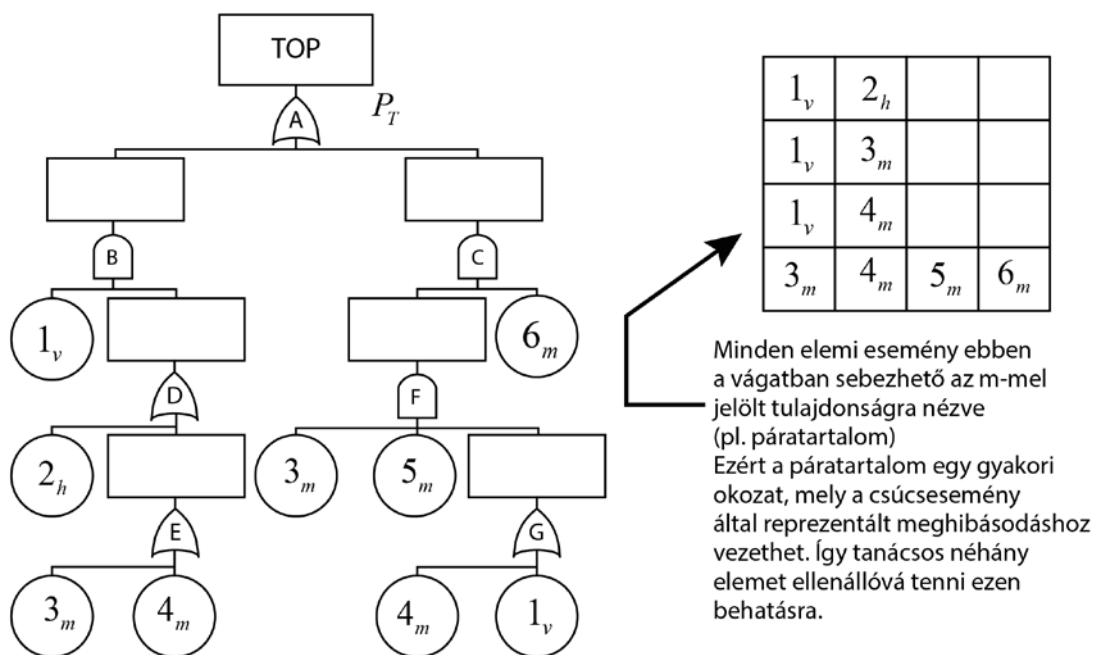 TOP
A
P_T
B
C
1_v
6_m
D
F
2_h
3_m
5_m
E
G
3_m
4_m
4_m
1_v
1_v 2_h
1_v 3_m
1_v 4_m
3_m 4_m 5_m 6_m
Minden elemi esemény ebben
a vágatban sebezhető az m-mel
jelölt tulajdonságra nézve
(pl. páratartalom)
Ezért a páratartalom egy gyakori
okozat, mely a csúcsesemény
által reprezentált meghibásodáshoz
vezethet. Így tanácsos néhány
elemet ellenállóvá tenni ezen
behatásra.